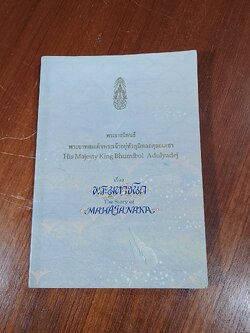 พระราชนิพนธ์
พระบาทสมเด็จพระเจ้าอยู่หัวภูมิพลอดุลยเดช
His Majesty King Bhumibol Adulyadej
เรื่อง
พระมหาชนก
The Story of
MAHAJANAKA